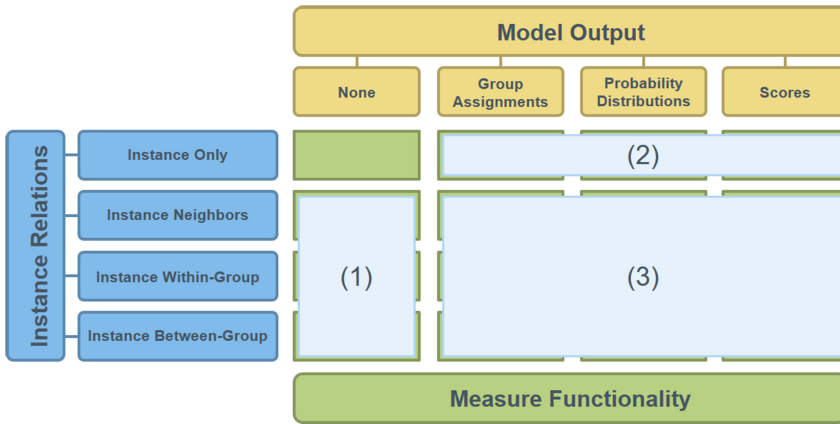 Model Output
None
Group
Assignments
Probability
Distributions
Scores
Instance Relations
Instance Only
(2)
Instance Neighbors
Instance Within-Group
(1)
(3)
Instance Between-Group
Measure Functionality